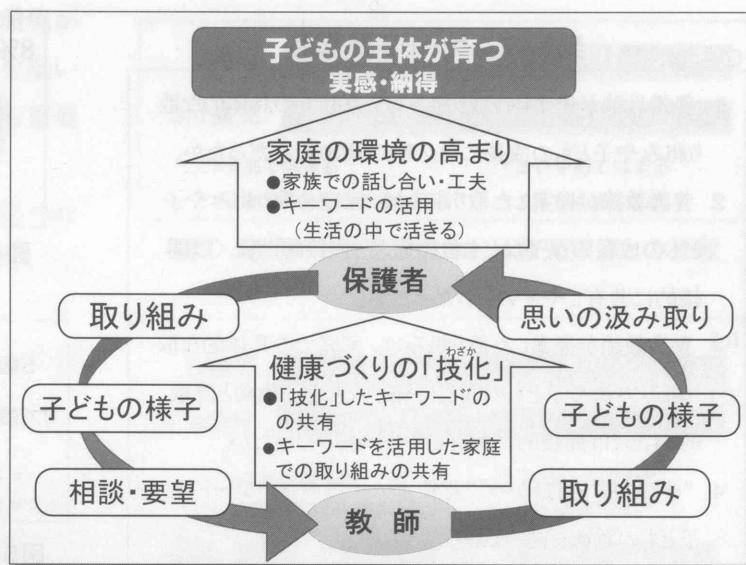 子どもの主体が育つ
実感・納得
家庭の環境の高まり
●家族での話し合い・工夫
●キーワードの活用
(生活の中で活きる)
保護者
取り組み
思いの汲み取り
健康づくりの「技化」
わざか
●「技化」したキーワードの
の共有
●キーワードを活用した家庭
での取り組みの共有
子どもの様子
子どもの様子
相談・要望
取り組み
教師